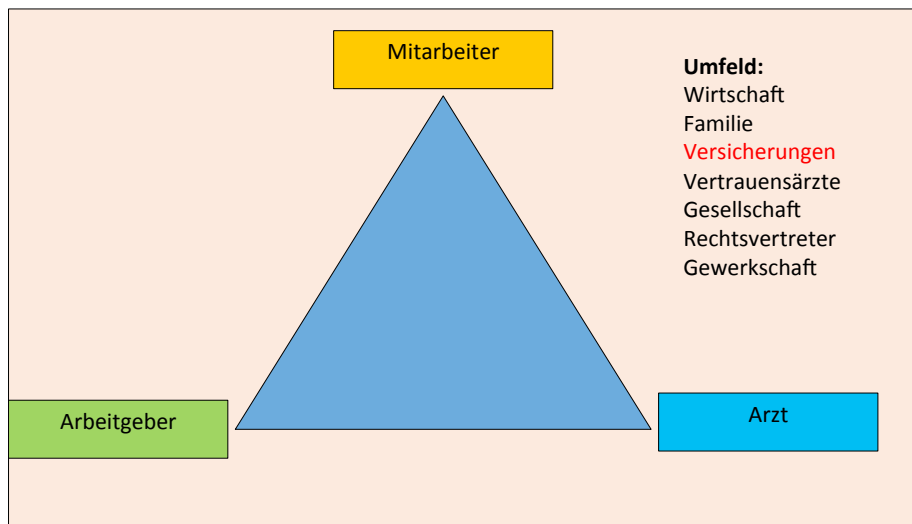 Mitarbeiter
Umfeld:
Wirtschaft
Familie
Versicherungen
Vertrauensärzte
Gesellschaft
Rechtsvertreter
Gewerkschaft
Arbeitgeber
Arzt